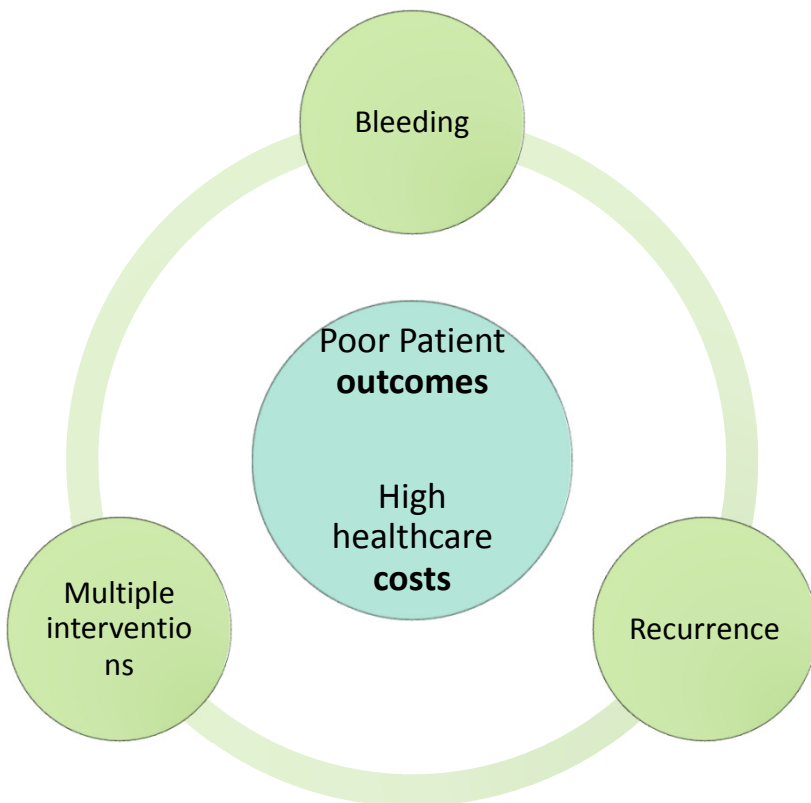 Bleeding
Poor Patient
outcomes
High
healthcare
costs
Multiple
interventio
ns
Recurrence